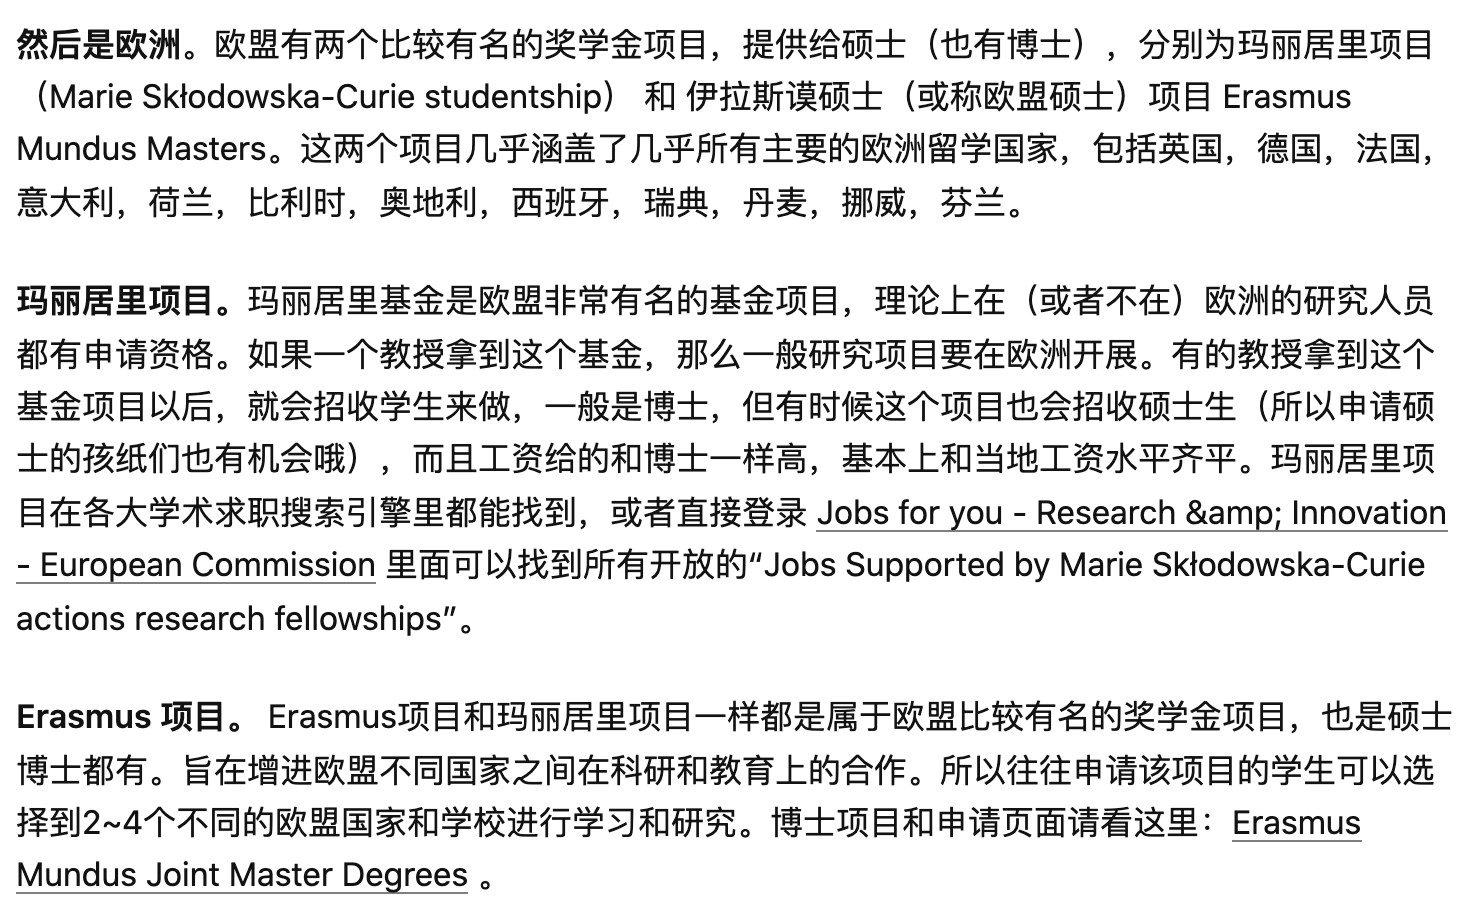 然后是欧洲。欧盟有两个比较有名的奖学金项目，提供给硕士（也有博士），分别为玛丽居里项目
（Marie Skłodowska-Curie studentship） 和 伊拉斯谟硕士（或称欧盟硕士）项目 Erasmus
Mundus Masters。这两个项目几乎涵盖了几乎所有主要的欧洲留学国家，包括英国，德国，法国，
意大利，荷兰，比利时，奥地利，西班牙，瑞典，丹麦，挪威，芬兰。
玛丽居里项目。玛丽居里基金是欧盟非常有名的基金项目，理论上在（或者不在）欧洲的研究人员
都有申请资格。如果一个教授拿到这个基金，那么一般研究项目要在欧洲开展。有的教授拿到这个
基金项目以后，就会招收学生来做，一般是博士，但有时候这个项目也会招收硕士生（所以申请硕
士的孩纸们也有机会哦），而且工资给的和博士一样高，基本上和当地工资水平齐平。玛丽居里项
目在各大学术求职搜索引擎里都能找到，或者直接登录 Jobs for you - Research &amp; Innovation
- European Commission 里面可以找到所有开放的“Jobs Supported by Marie Skłodowska-Curie
actions research fellowships”。
Erasmus 项目。 Erasmus项目和玛丽居里项目一样都是属于欧盟比较有名的奖学金项目，也是硕士
博士都有。旨在增进欧盟不同国家之间在科研和教育上的合作。所以往往申请该项目的学生可以选
择到2~4个不同的欧盟国家和学校进行学习和研究。博士项目和申请页面请看这里：Erasmus
Mundus Joint Master Degrees 。